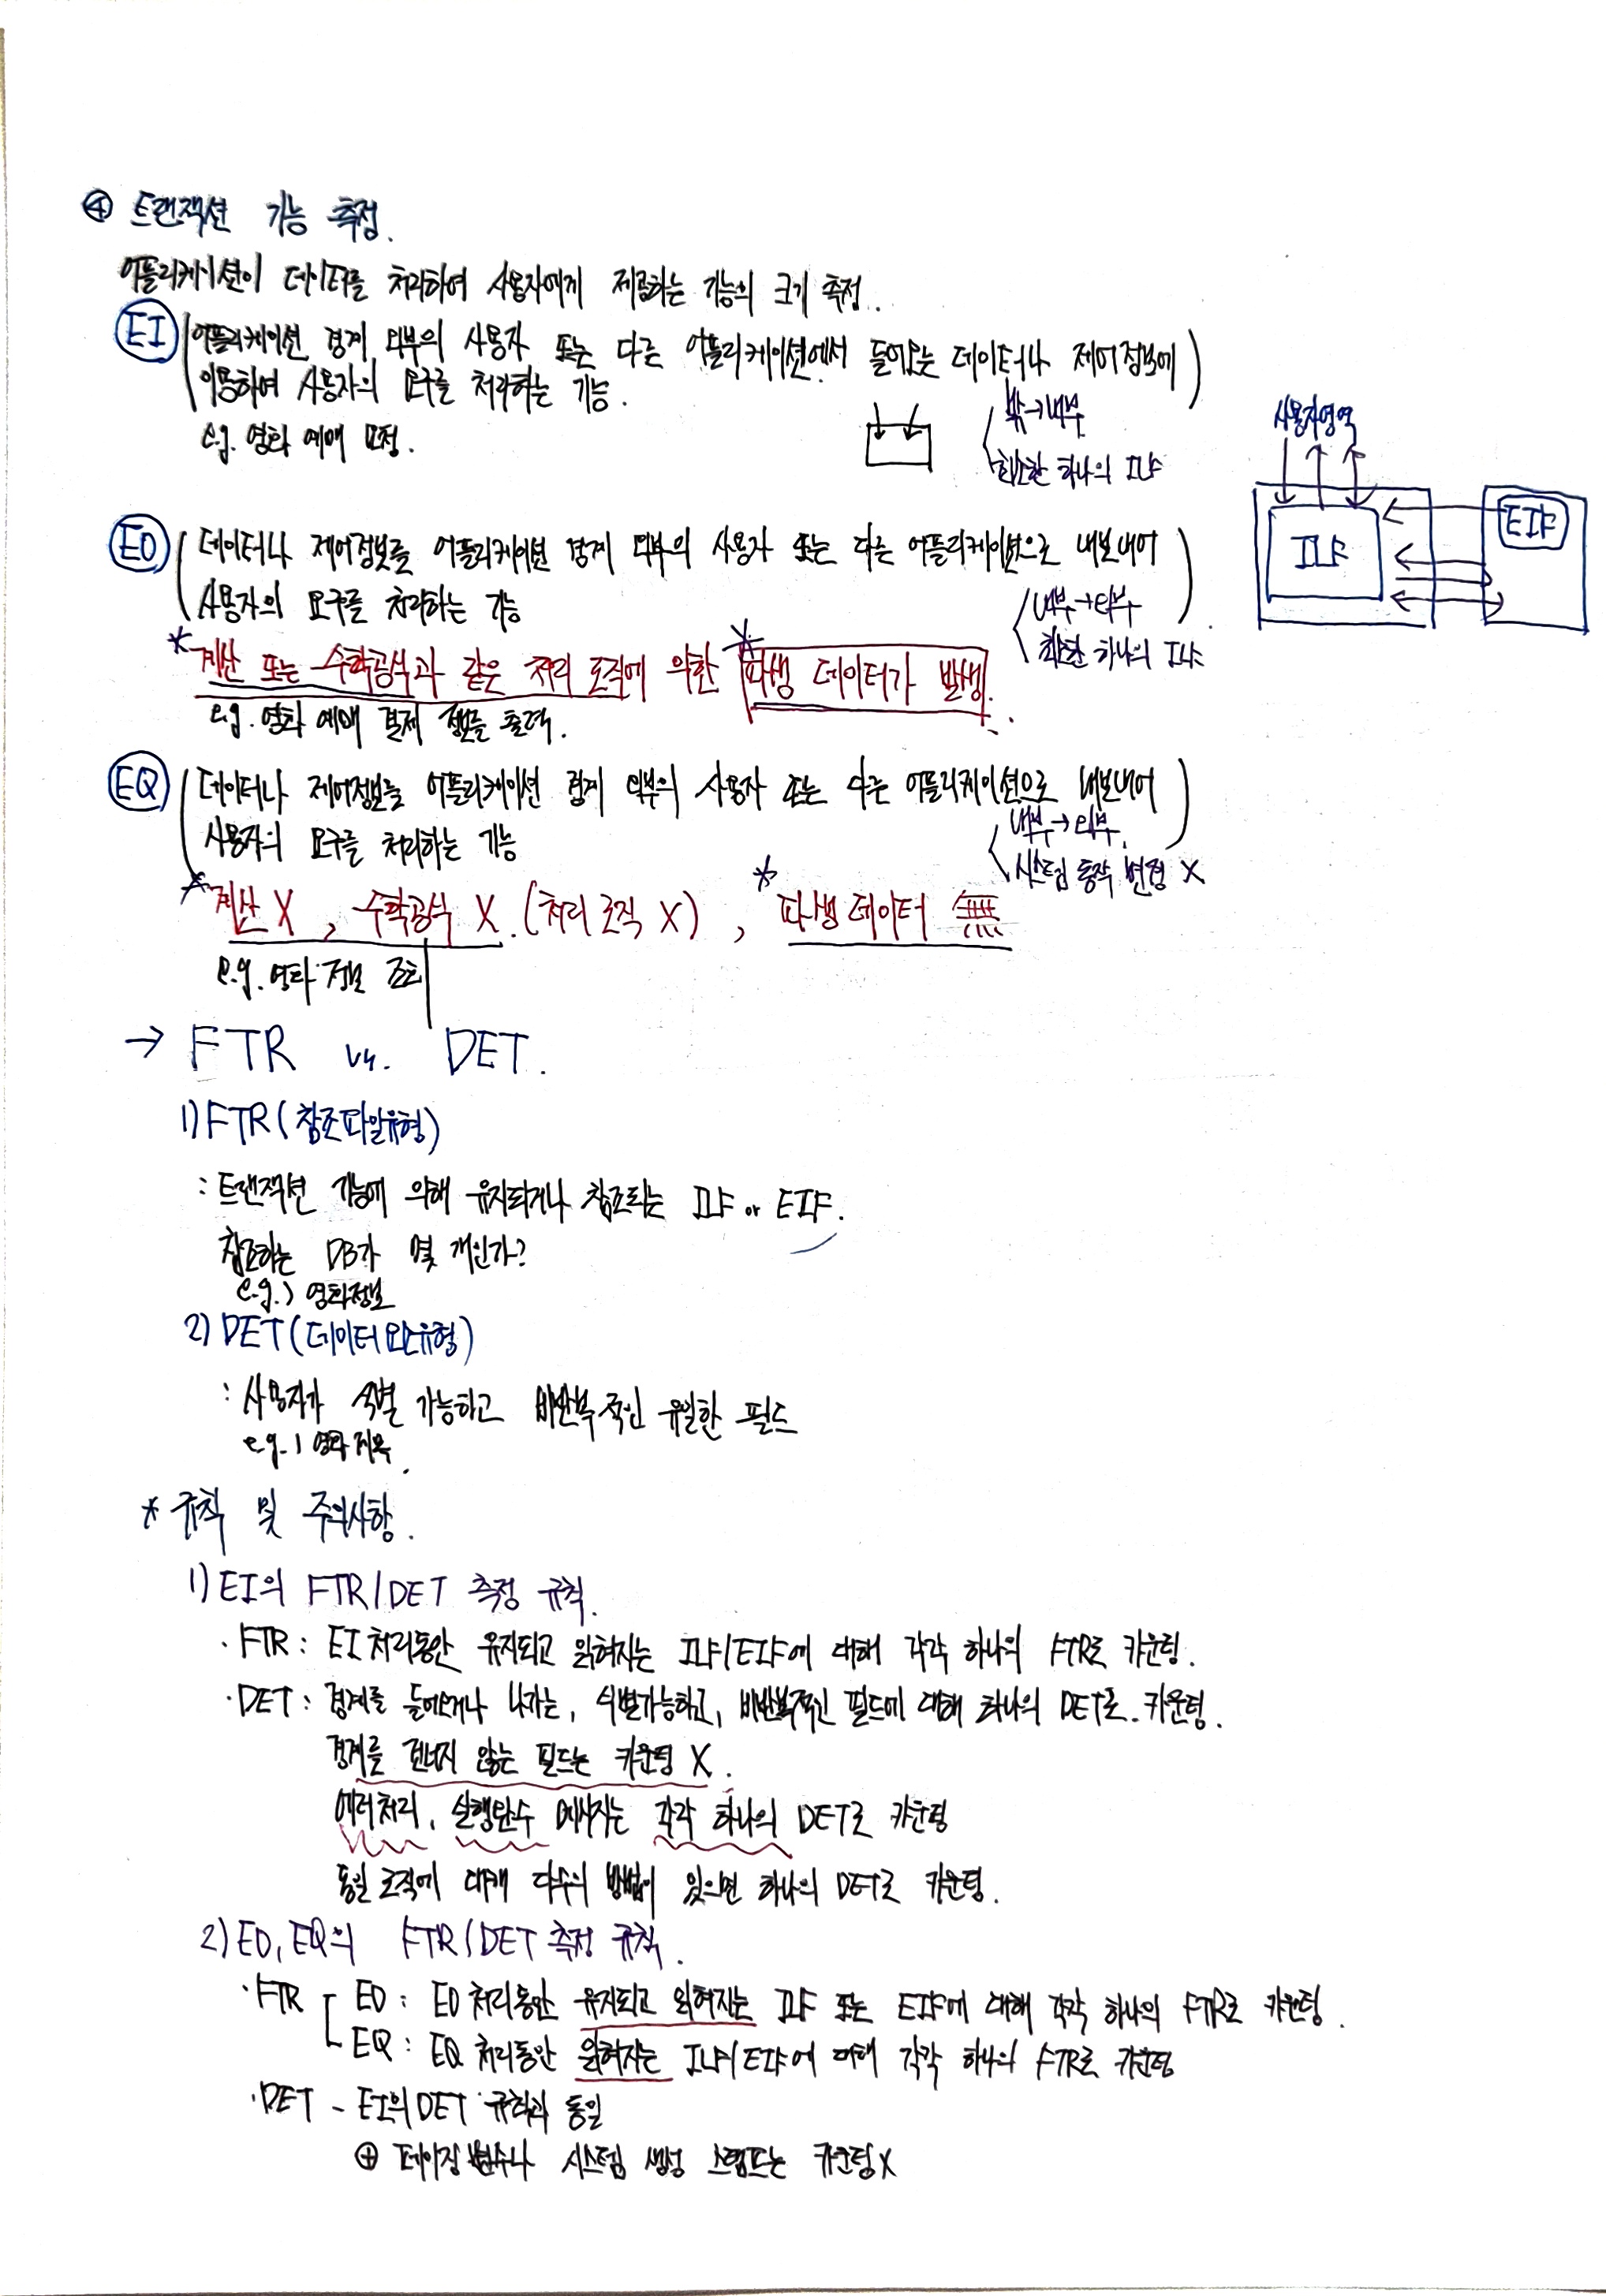 ④ 트랜잭션 기능 측정.
어플리케이션이 데이터를 처리하여 사용자에게 제공하는 기능의 크기 측정.
EI 어플리케이션 경계 외부의 사용자 또는 다른 어플리케이션에서 들어오는 데이터나 제어정보에
이용하여 사용자의 요구를 처리하는 기능.
e.g. 영화 예매 요청.
밖→내부
최소한 하나의 ILF
사용자영역
ILF
EIF
EO 데이터나 제어정보를 어플리케이션 경계 외부의 사용자 또는 다른 어플리케이션으로 내보내어
사용자의 요구를 처리하는 기능
내부→외부
최소한 하나의 ILF
* 계산 또는 수학공식과 같은 처리 로직에 의한 * 파생 데이터가 발생.
e.g. 영화 예매 결제 정보를 출력.
EQ 데이터나 제어정보를 어플리케이션 경계 외부의 사용자 또는 다른 어플리케이션으로 내보내어
사용자의 요구를 처리하는 기능
내부→외부.
시스템 동작 변경 X
* 계산 X, 수학공식 X. (처리 로직 X), * 파생 데이터 無
e.g. 영화 정보 조회
→ FTR vs. DET.
1) FTR (참조파일유형)
: 트랜잭션 기능에 의해 유지되거나 참조되는 ILF or EIF.
참조하는 DB가 몇 개인가?
e.g.) 영화정보
2) DET (데이터요소유형)
: 사용자가 식별 가능하고 비반복적인 유일한 필드
e.g.) 영화제목.
* 규칙 및 주의사항.
1) EI의 FTR/DET 측정 규칙.
· FTR : EI 처리동안 유지되고 읽혀지는 ILF/EIF에 대해 각각 하나의 FTR로 카운팅.
· DET : 경계를 들어오거나 나가는, 식별가능하고, 비반복적인 필드에 대해 하나의 DET로 카운팅.
경계를 건너지 않는 필드는 카운팅 X.
에러처리, 실행완수 메시지는 각각 하나의 DET로 카운팅
동일 로직에 대해 다수의 방법이 있으면 하나의 DET로 카운팅.
2) EO, EQ의 FTR/DET 측정 규칙.
· FTR EO : EO 처리동안 유지되고 읽혀지는 ILF 또는 EIF에 대해 각각 하나의 FTR로 카운팅.
EQ : EQ 처리동안 읽혀지는 ILF/EIF에 대해 각각 하나의 FTR로 카운팅
· DET - EI의 DET 규칙과 동일
⊕ 페이징 변수나 시스템 생성 스탬프는 카운팅 X